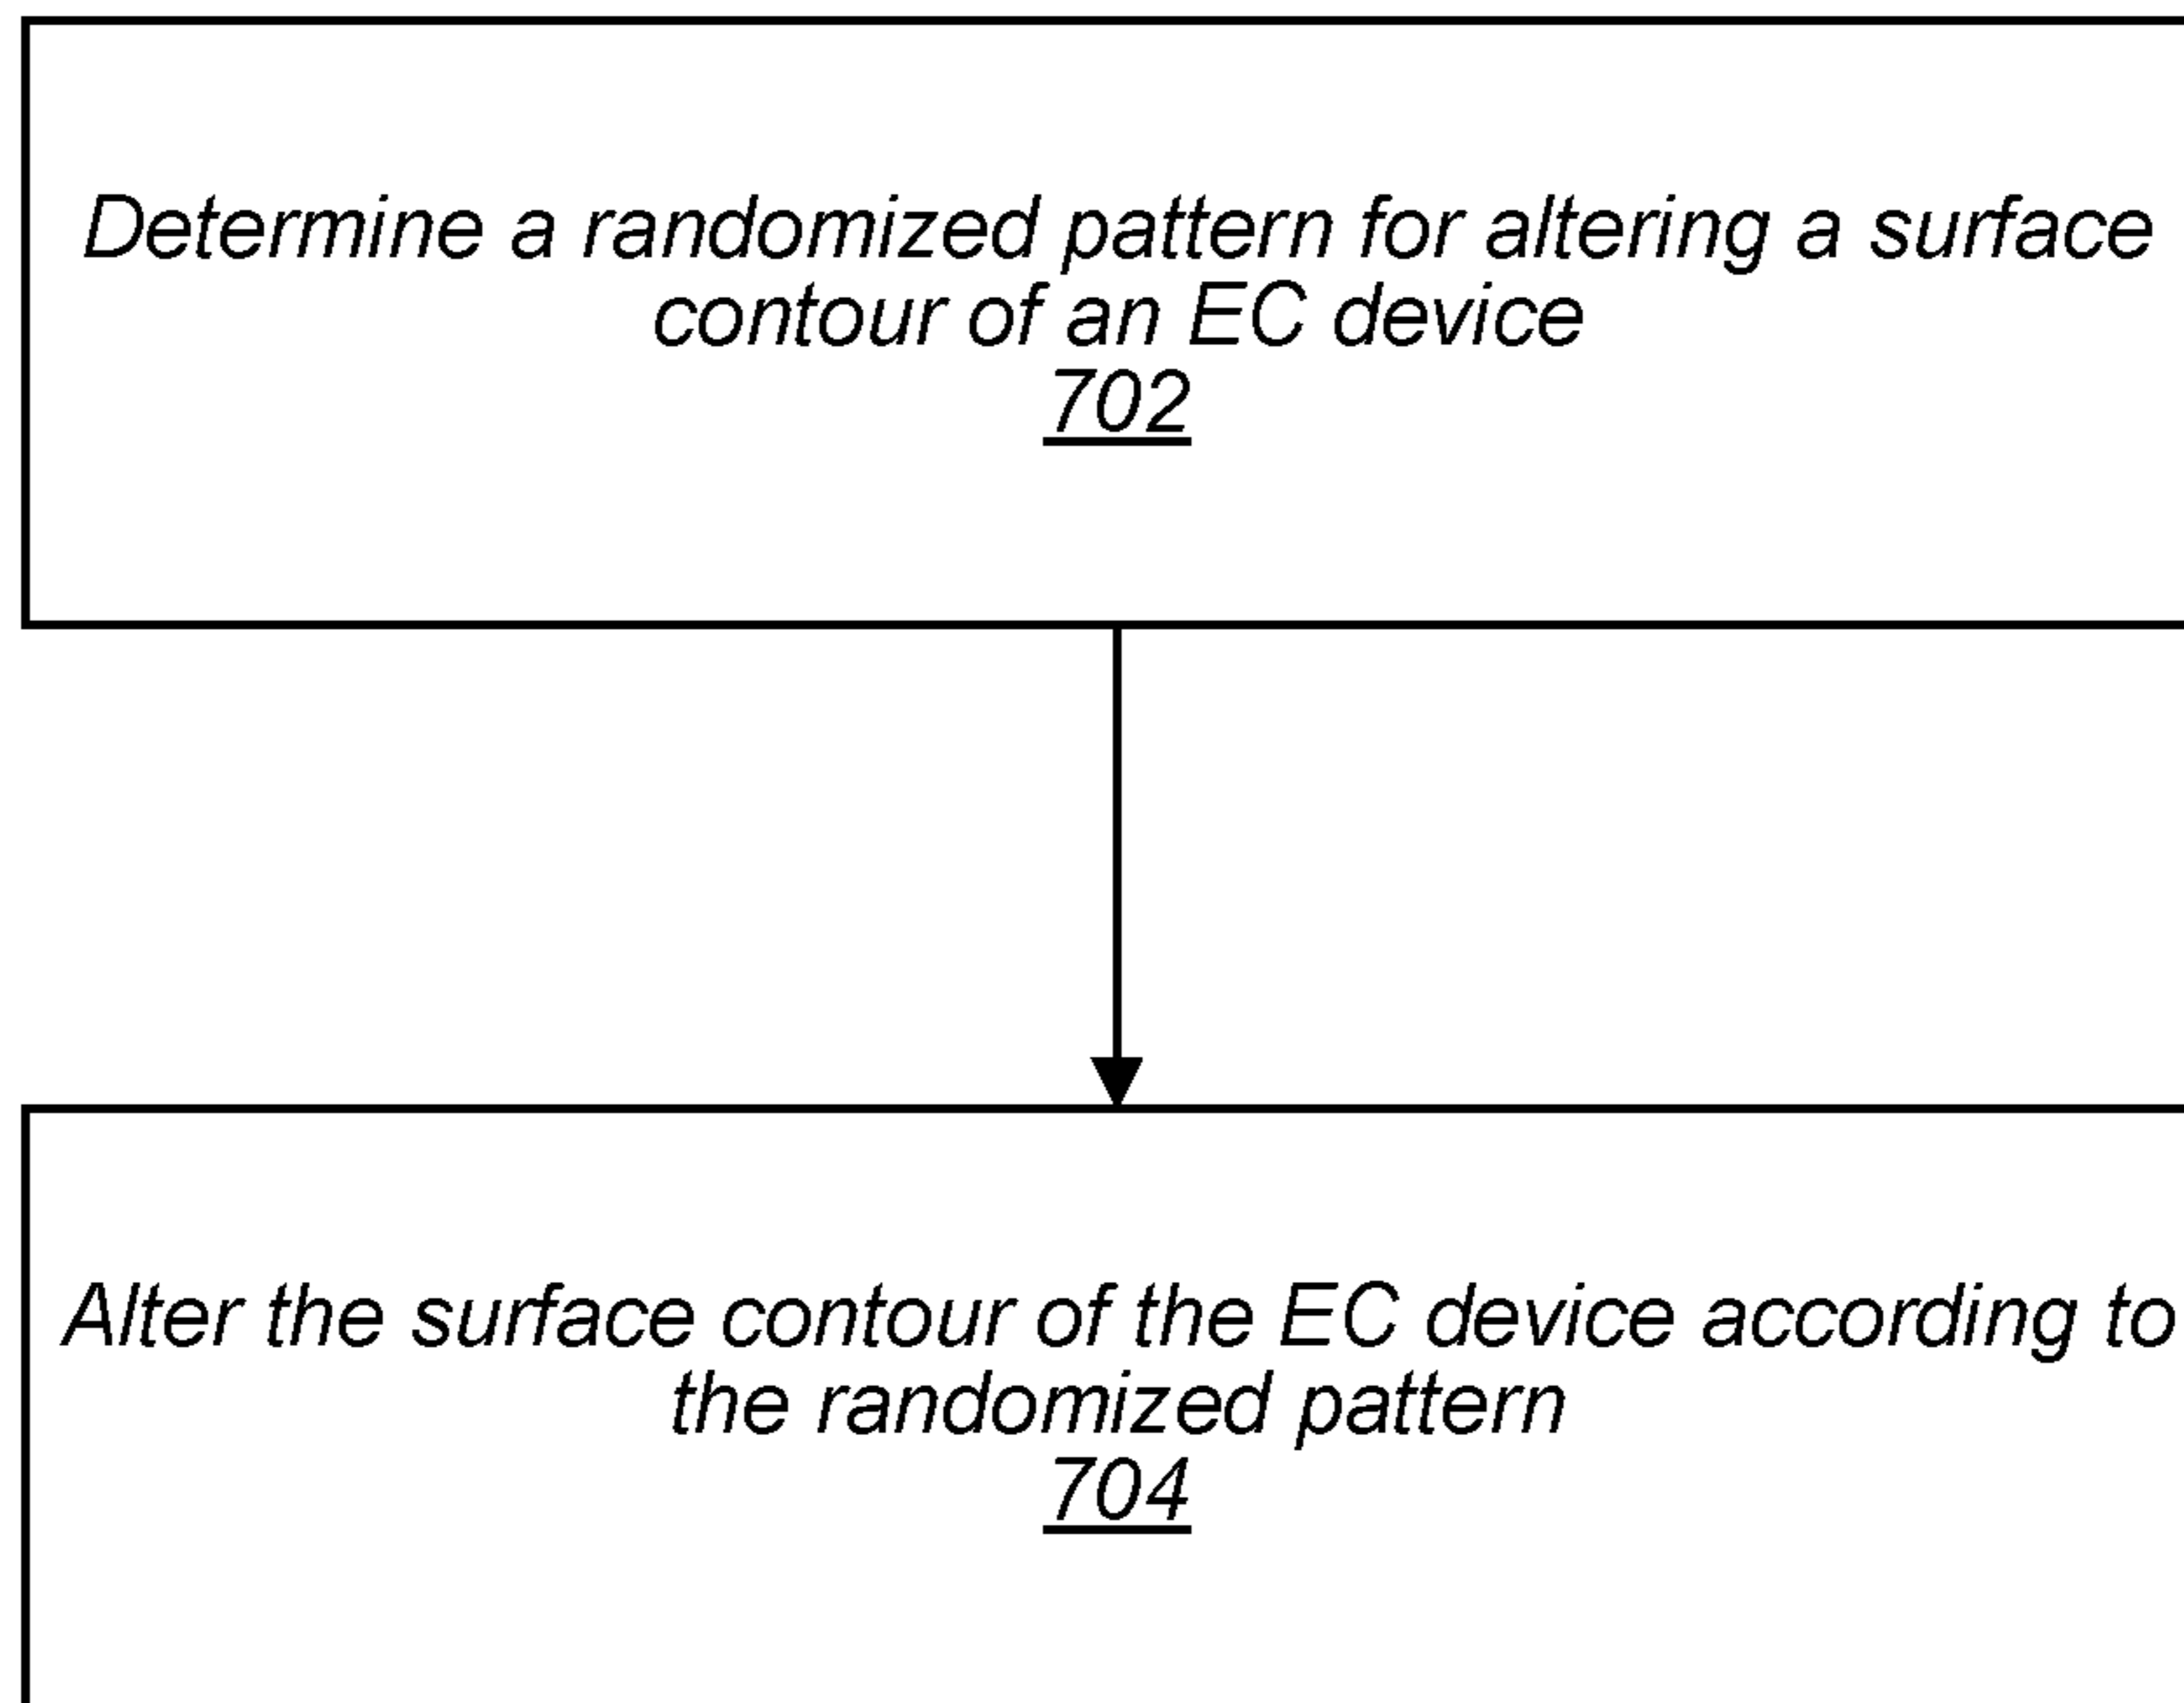 Determine a randomized pattern for altering a surface
contour of an EC device
702
Alter the surface contour of the EC device according to
the randomized pattern
704